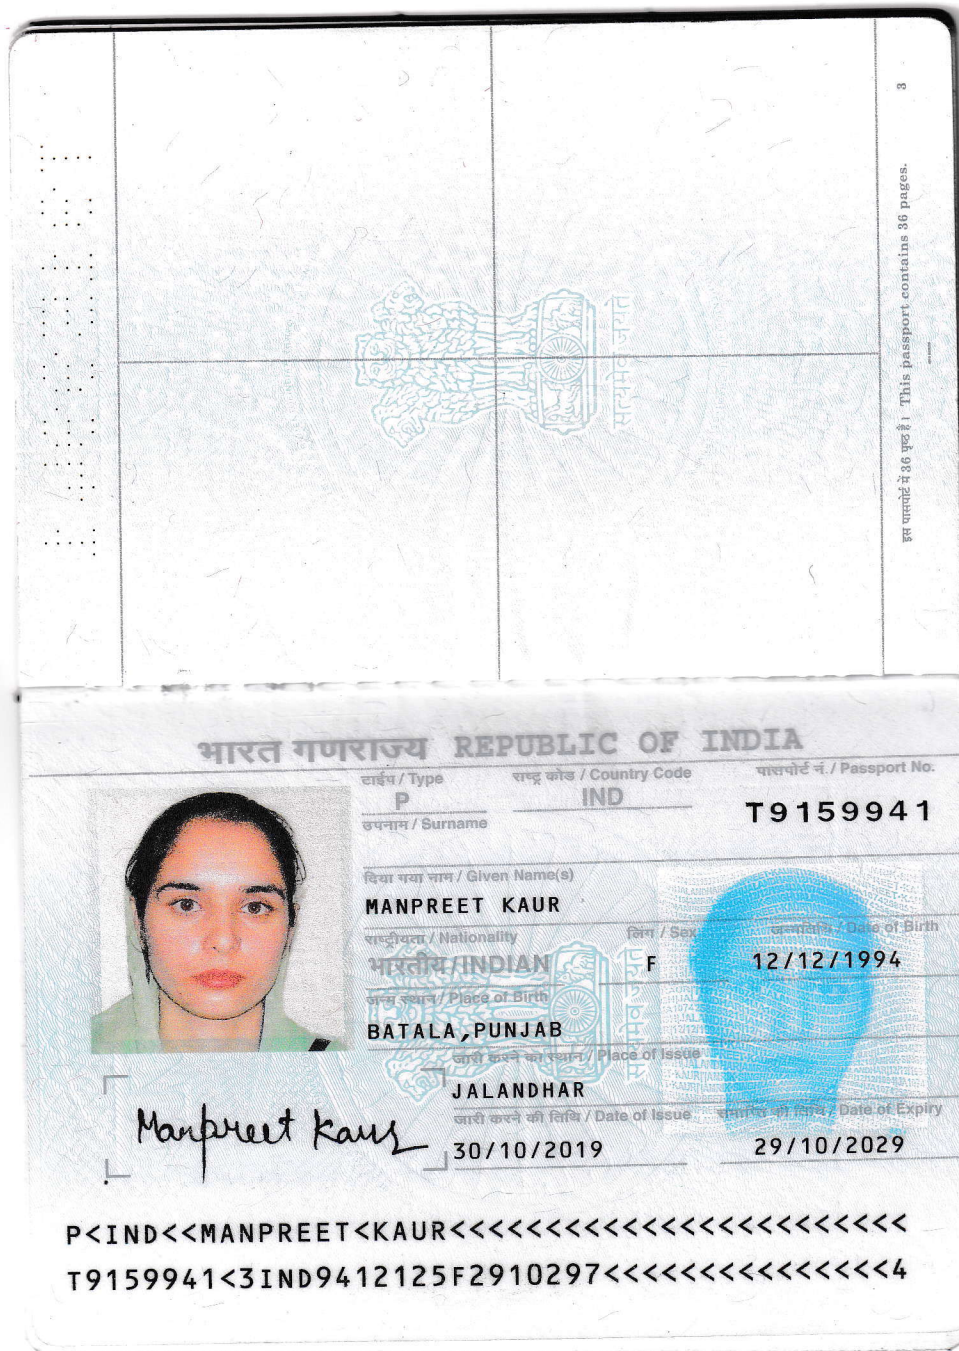 3
इस पासपोर्ट में 36 पृष्ठ है। This passport contains 36 pages.
भारत गणराज्य REPUBLIC OF INDIA
टाईप / Type
राष्ट्र कोड / Country Code
पासपोर्ट नं. / Passport No.
P
IND
T9159941
उपनाम / Surname
दिया गया नाम / Given Name(s)
MANPREET KAUR
राष्ट्रीयता / Nationality
लिंग / Sex
जन्मतिथि / Date of Birth
भारतीय / INDIAN
F
12/12/1994
जन्म स्थान / Place of Birth
BATALA,PUNJAB
जारी करने का स्थान / Place of Issue
JALANDHAR
जारी करने की तिथि / Date of Issue
समाप्ति की तिथि / Date of Expiry
30/10/2019
29/10/2029
Manpreet Kaur
P<IND<<MANPREET<KAUR<<<<<<<<<<<<<<<<<<<<<<<<
T9159941<3IND9412125F2910297<<<<<<<<<<<<<<<4